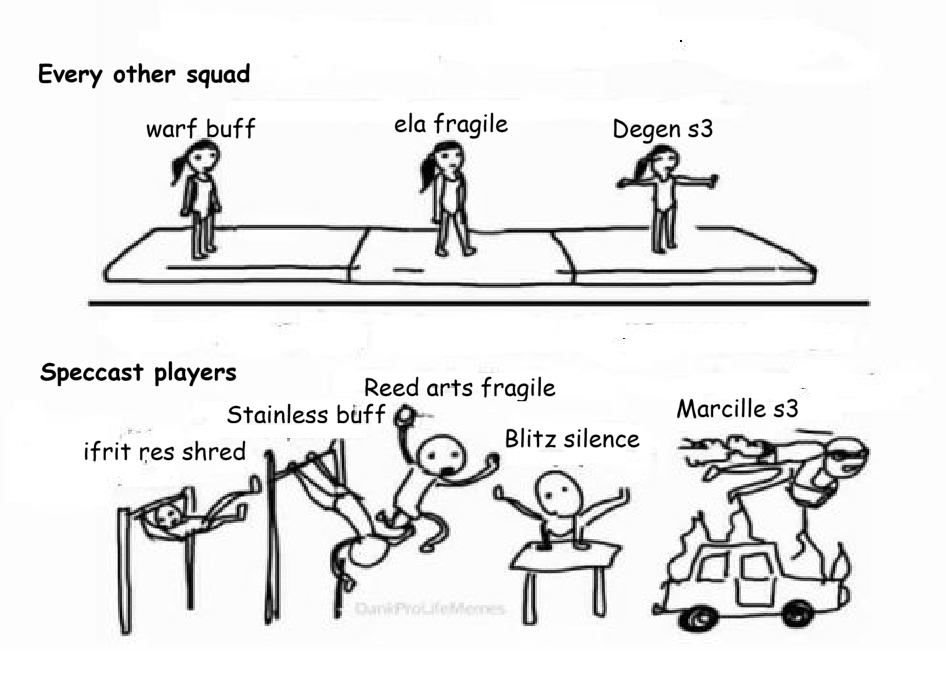 Every other squad
warf buff
ela fragile
Degen s3
Speccast players
Reed arts fragile
Stainless buff
Marcille s3
Blitz silence
ifrit res shred
DankProLifeMemes